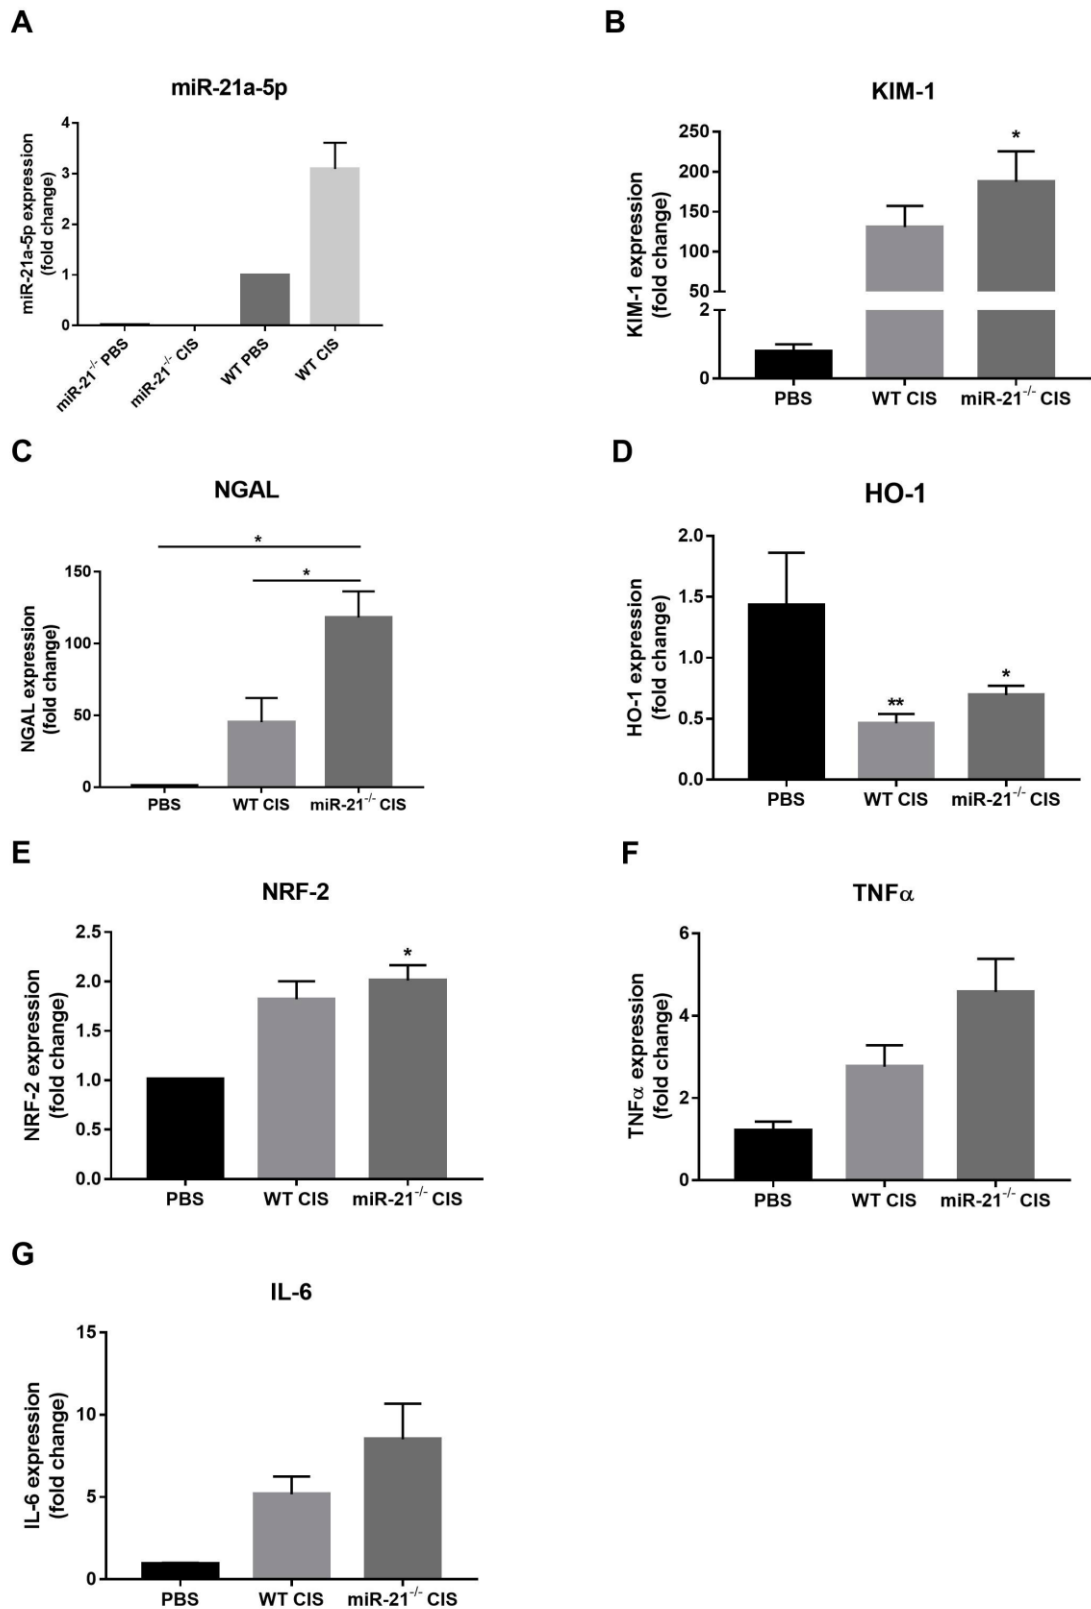 A
miR-21a-5p
miR-21a-5p expression
(fold change)
4
3
2
1
0
miR-21-/- PBS
miR-21-/- CIS
WT PBS
WT CIS
B
KIM-1
KIM-1 expression
(fold change)
250
200
150
100
50
2
0
*
PBS
WT CIS
miR-21-/- CIS
C
NGAL
NGAL expression
(fold change)
150
100
50
0
*
*
PBS
WT CIS
miR-21-/- CIS
D
HO-1
HO-1 expression
(fold change)
2.0
1.5
1.0
0.5
0.0
**
*
PBS
WT CIS
miR-21-/- CIS
E
NRF-2
NRF-2 expression
(fold change)
2.5
2.0
1.5
1.0
0.5
0.0
*
PBS
WT CIS
miR-21-/- CIS
F
TNFα
TNFα expression
(fold change)
6
4
2
0
PBS
WT CIS
miR-21-/- CIS
G
IL-6
IL-6 expression
(fold change)
15
10
5
0
PBS
WT CIS
miR-21-/- CIS